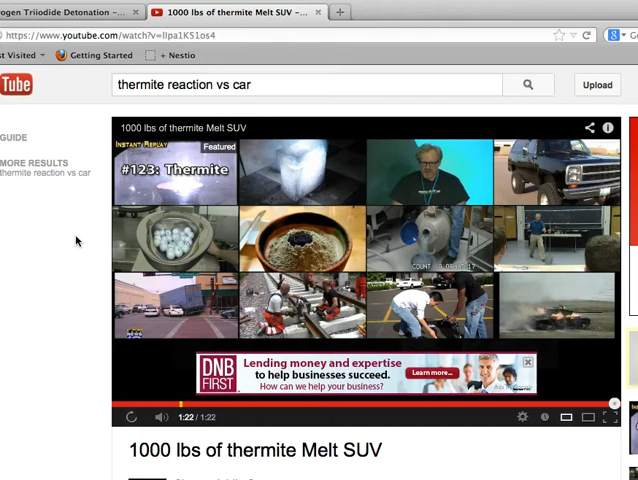 rogen Triiodide Detonation -...
1000 lbs of thermite Melt SUV -...
https://www.youtube.com/watch?v=lIpa1K51os4
st Visited
Getting Started
+ Nestio
Tube
thermite reaction vs car
Upload
GUIDE
MORE RESULTS
thermite reaction vs car
1000 lbs of thermite Melt SUV
INSTANT REPLAY
Featured
#123: Thermite
DNB FIRST
Lending money and expertise
to help businesses succeed.
How can we help your business?
Learn more...
1:22 / 1:22
1000 lbs of thermite Melt SUV